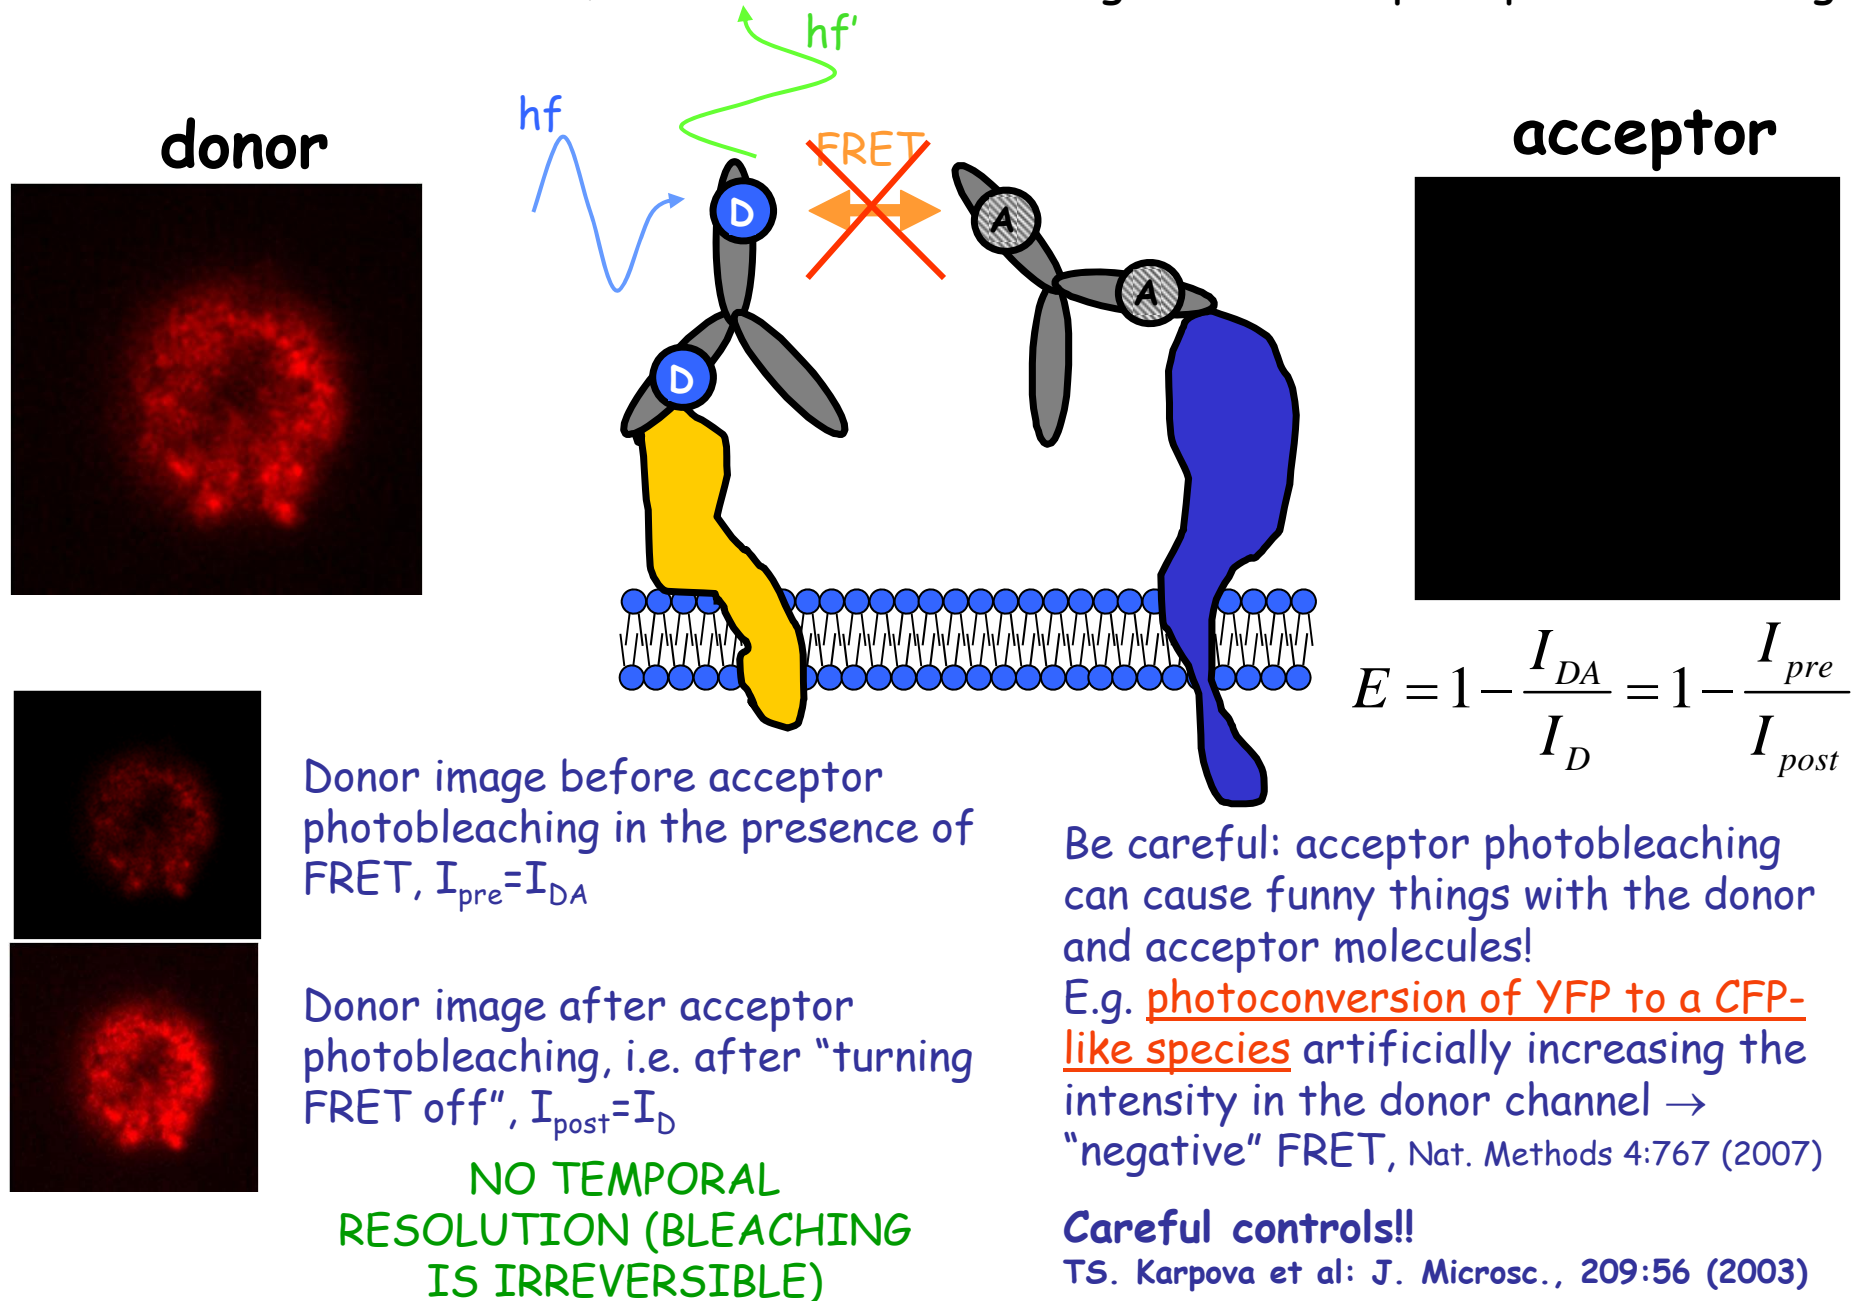 hf'
hf
donor
FRET
acceptor
D
A
A
D
E = 1 - I_DA / I_D = 1 - I_pre / I_post
Donor image before acceptor
photobleaching in the presence of
FRET, I_pre=I_DA
Donor image after acceptor
photobleaching, i.e. after “turning
FRET off”, I_post=I_D
NO TEMPORAL
RESOLUTION (BLEACHING
IS IRREVERSIBLE)
Be careful: acceptor photobleaching
can cause funny things with the donor
and acceptor molecules!
E.g. photoconversion of YFP to a CFP-
like species artificially increasing the
intensity in the donor channel →
“negative” FRET, Nat. Methods 4:767 (2007)
Careful controls!!
TS. Karpova et al: J. Microsc., 209:56 (2003)